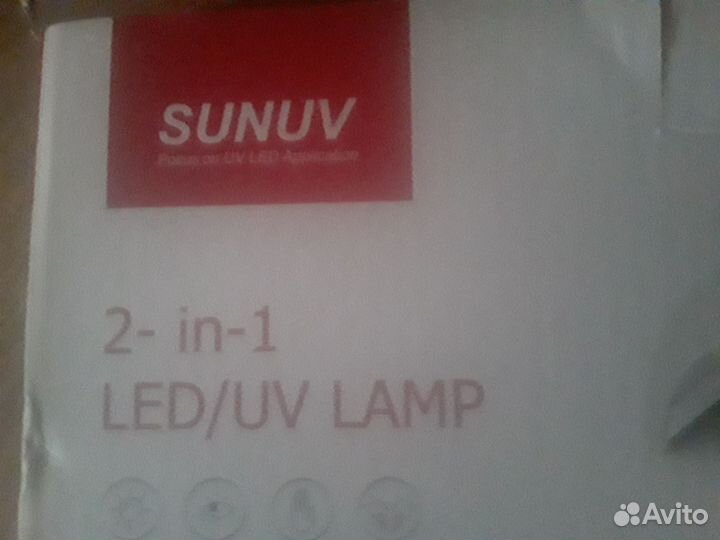 SUNUV
Focus on UV LED Application
2- in-1
LED/UV LAMP
Avito